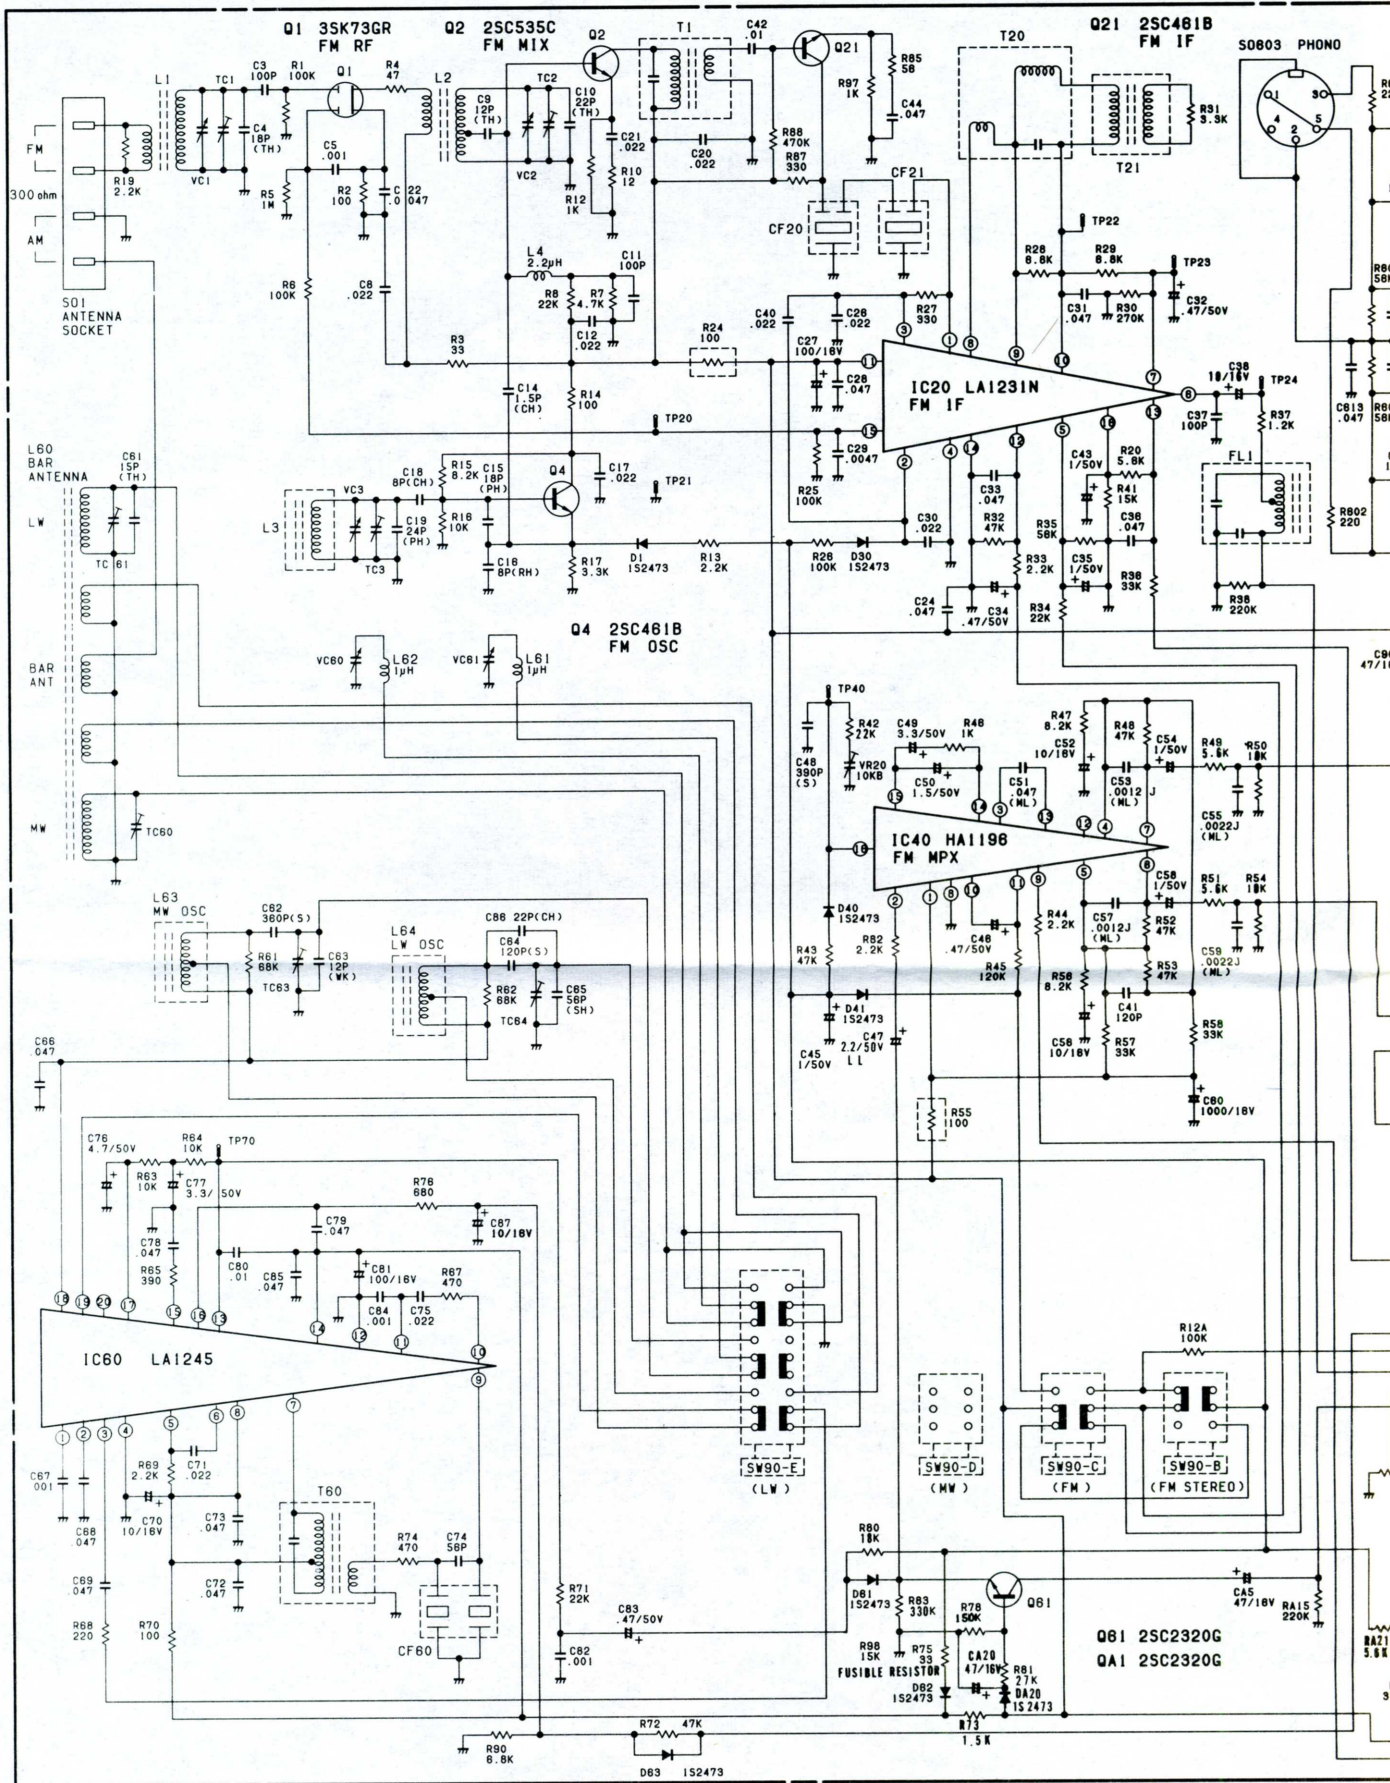 Q1 3SK73GR
FM RF
Q2 2SC535C
FM MIX
Q21 2SC461B
FM IF
SO803 PHONO
L1
TC1
C3
100P
R1
100K
Q1
R4
47
L2
C9
12P
(TH)
TC2
C10
22P
(TH)
Q2
T1
C42
.01
Q21
R85
56
R97
1K
C44
.047
T20
R31
3.3K
T21
1
2
3
4
5
FM
300 ohm
AM
R19
2.2K
VC1
C4
18P
(TH)
C5
.001
R5
1M
R2
100
C 22
.0 047
VC2
C21
.022
R10
12
R12
1K
C20
.022
R88
470K
R87
330
CF20
CF21
TP22
SO1
ANTENNA
SOCKET
R6
100K
C8
.022
L4
2.2μH
C11
100P
R8
22K
R7
4.7K
C12
.022
R28
6.8K
R29
6.8K
TP23
C31
.047
R30
270K
C32
.47/50V
R3
33
R24
100
C40
.022
C26
.022
R27
330
C27
100/16V
C28
.047
IC20 LA1231N
FM IF
C38
10/16V
TP24
C37
100P
R37
1.2K
C813
.047
C14
1.5P
(CH)
R14
100
TP20
C29
.0047
R25
100K
TP21
L60
BAR
ANTENNA
C61
15P
(TH)
LW
TC 61
L3
VC3
C18
8P(CH)
R15
8.2K
C15
18P
(PH)
Q4
C17
.022
C19
24P
(PH)
R16
10K
TC3
C16
8P(RH)
R17
3.3K
D1
1S2473
R13
2.2K
R26
100K
D30
1S2473
C30
.022
C33
.047
R32
47K
R33
2.2K
C24
.047
C34
.47/50V
C43
1/50V
R20
5.6K
R41
15K
R35
56K
C36
.047
C35
1/50V
R34
22K
R36
33K
FL1
R38
220K
R802
220
Q4 2SC461B
FM OSC
VC60
L62
1μH
VC61
L61
1μH
BAR
ANT
TP40
R42
22K
VR20
10KB
C48
390P
(S)
C49
3.3/50V
R46
1K
C50
1.5/50V
C51
.047
(ML)
R47
8.2K
C52
10/16V
R48
47K
C54
1/50V
C53
.0012 J
(ML)
R49
5.6K
R50
18K
C55
.0022J
(ML)
MW
TC60
IC40 HA1196
FM MPX
L63
MW OSC
C62
360P(S)
R61
68K
TC63
C63
12P
(WK)
L64
LW OSC
C86 22P(CH)
C64
120P(S)
R62
68K
TC64
C65
56P
(SH)
D40
1S2473
R43
47K
R82
2.2K
C46
.47/50V
R45
120K
R44
2.2K
C57
.0012J
(ML)
C58
1/50V
R52
47K
R51
5.6K
R54
18K
C59
.0022J
(ML)
R53
47K
R56
8.2K
C41
120P
C56
10/16V
R57
33K
R58
33K
D41
1S2473
C45
1/50V
C47
2.2/50V
LL
R55
100
C60
1000/16V
C66
.047
C76
4.7/50V
R64
10K
TP70
R63
10K
C77
3.3/ 50V
R76
680
C79
.047
C87
10/16V
C78
.047
R65
390
C80
.01
C85
.047
C81
100/16V
R67
470
C84
.001
C75
.022
IC60 LA1245
R12A
100K
SW90-E
(LW)
SW90-D
(MW)
SW90-C
(FM)
SW90-B
(FM STEREO)
C67
001
C68
.047
C69
.047
R69
2.2K
C71
.022
C70
10/16V
C73
.047
C72
.047
R68
220
R70
100
T60
R74
470
C74
56P
CF60
R71
22K
C82
.001
C83
.47/50V
R80
18K
D61
1S2473
R83
330K
R98
15K
FUSIBLE RESISTOR
R75
33
R78
150K
CA20
47/16V
Q61
R81
27K
DA20
1S2473
D62
1S2473
R73
1.5K
CA5
47/16V
RA15
220K
Q61 2SC2320G
QA1 2SC2320G
RA21
5.6K
R90
6.8K
R72 47K
D63 1S2473